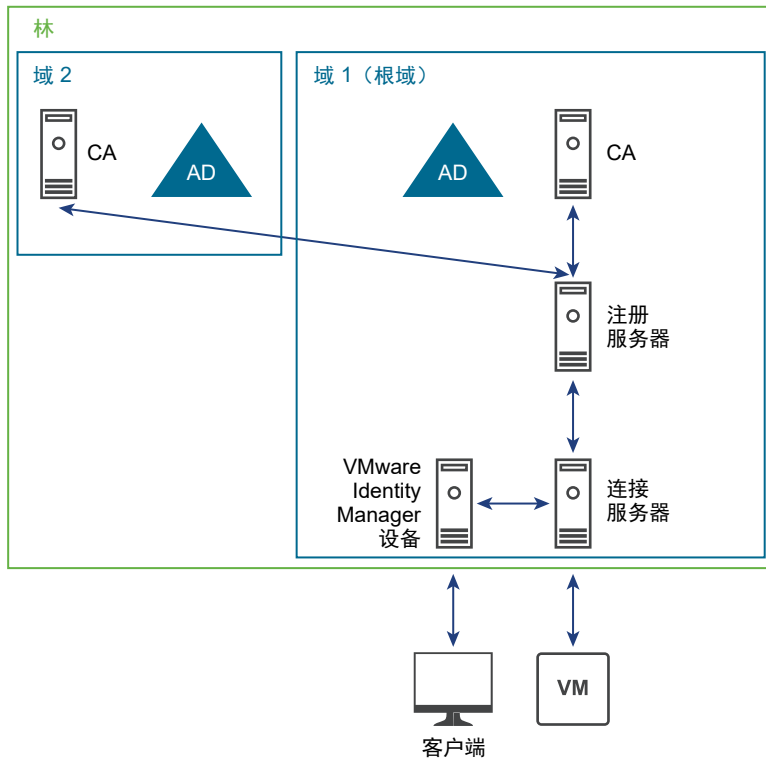 林
域 2
域 1（根域）
CA
AD
AD
CA
注册
服务器
VMware
Identity
Manager
设备
连接
服务器
客户端
VM